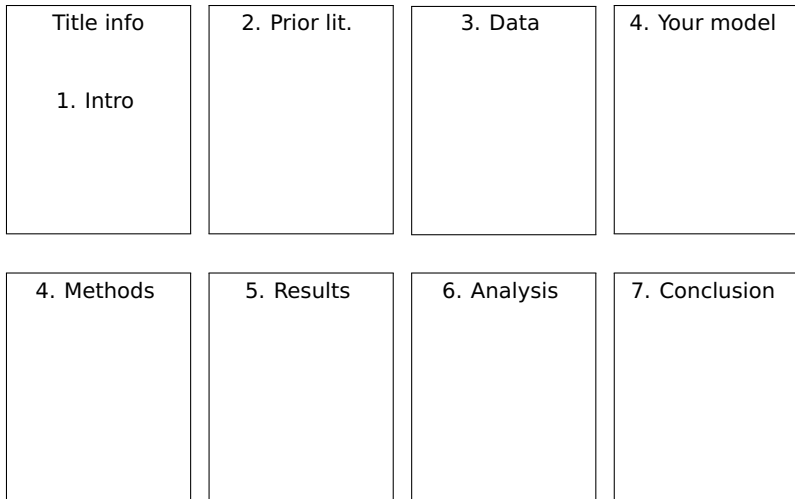 Title info
1. Intro
2. Prior lit.
3. Data
4. Your model
4. Methods
5. Results
6. Analysis
7. Conclusion